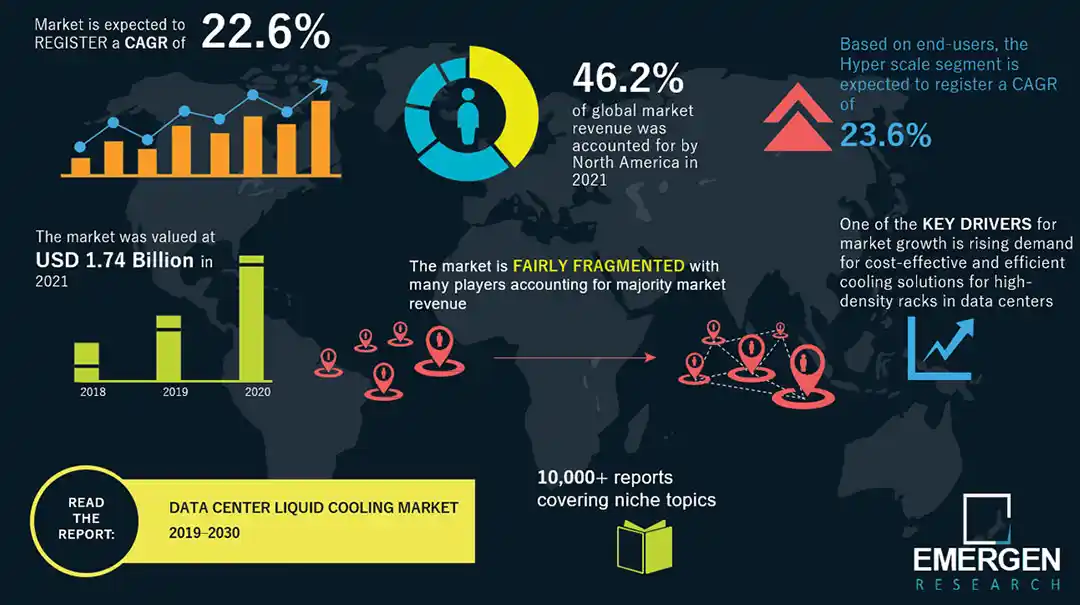 Market is expected to
REGISTER a CAGR of
22.6%
46.2%
of global market
revenue was
accounted for by
North America in
2021
Based on end-users, the
Hyper scale segment is
expected to register a CAGR
of
23.6%
The market was valued at
USD 1.74 Billion in
2021
2018
2019
2020
The market is FAIRLY FRAGMENTED with
many players accounting for majority market
revenue
One of the KEY DRIVERS for
market growth is rising demand
for cost-effective and efficient
cooling solutions for high-
density racks in data centers
READ
THE
REPORT:
DATA CENTER LIQUID COOLING MARKET
2019–2030
10,000+ reports
covering niche topics
EMERGEN
RESEARCH